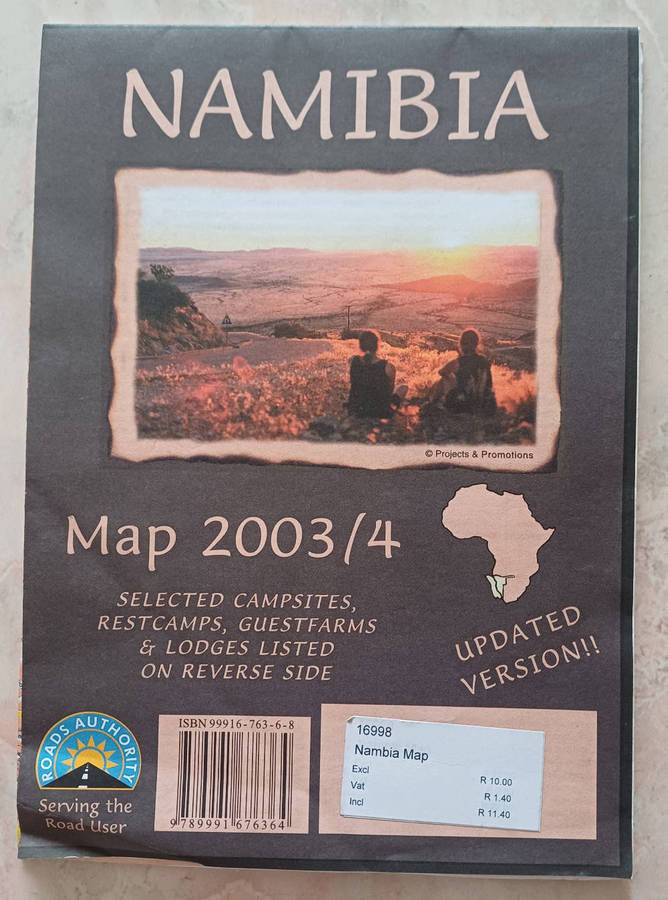 NAMIBIA
© Projects & Promotions
Map 2003/4
SELECTED CAMPSITES,
RESTCAMPS, GUESTFARMS
& LODGES LISTED
ON REVERSE SIDE
UPDATED
VERSION!!
ROADS AUTHORITY
Serving the
Road User
ISBN 99916-763-6-8
9 789991 676364
16998
Nambia Map
Excl R 10.00
Vat R 1.40
Incl R 11.40